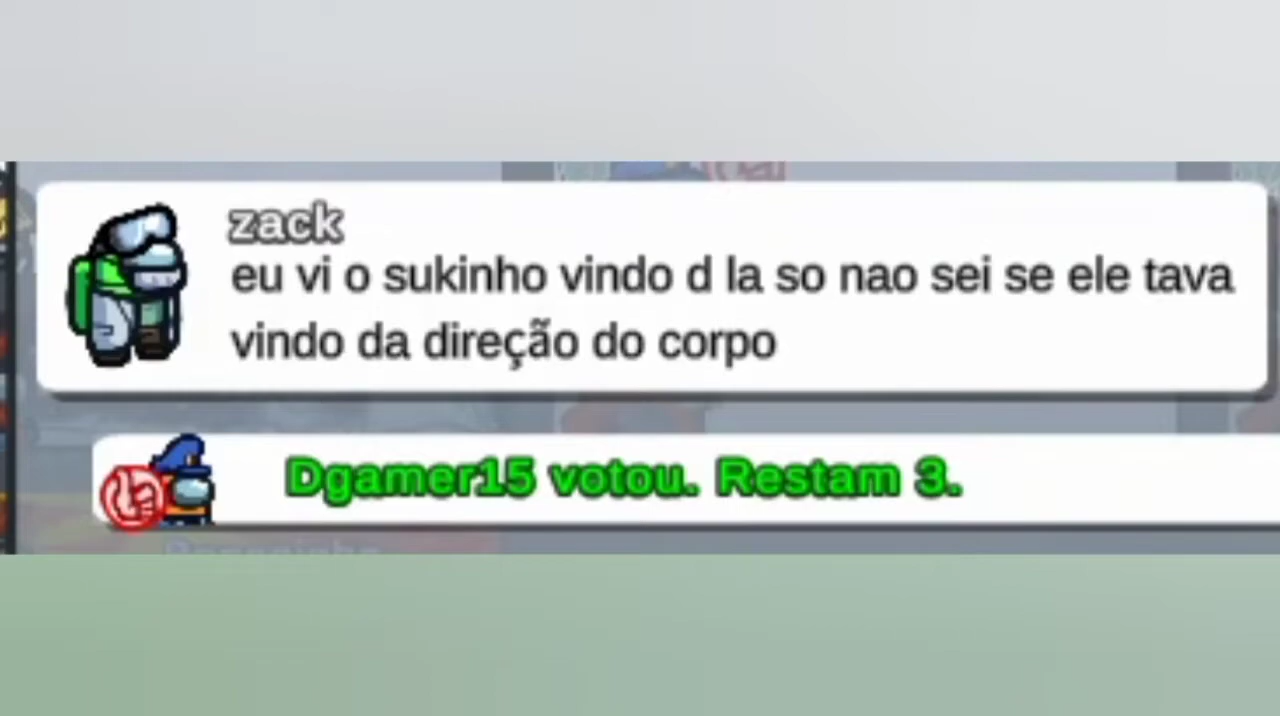 zack
eu vi o sukinho vindo d la so nao sei se ele tava
vindo da direção do corpo
Dgamer15 votou. Restam 3.